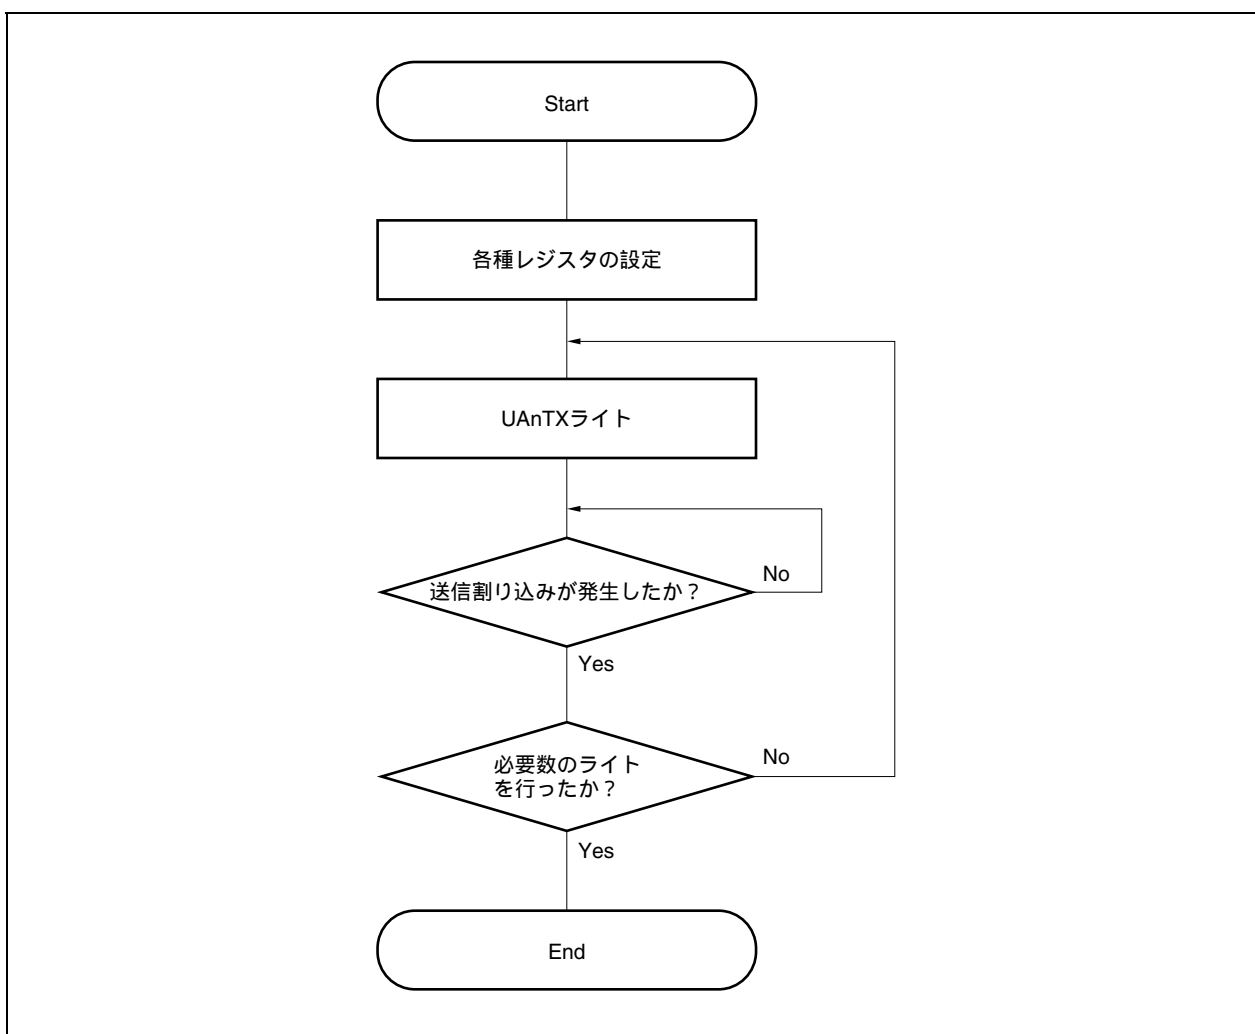 Start
各種レジスタの設定
UAnTXライト
送信割り込みが発生したか？
No
Yes
必要数のライト
を行ったか？
No
Yes
End